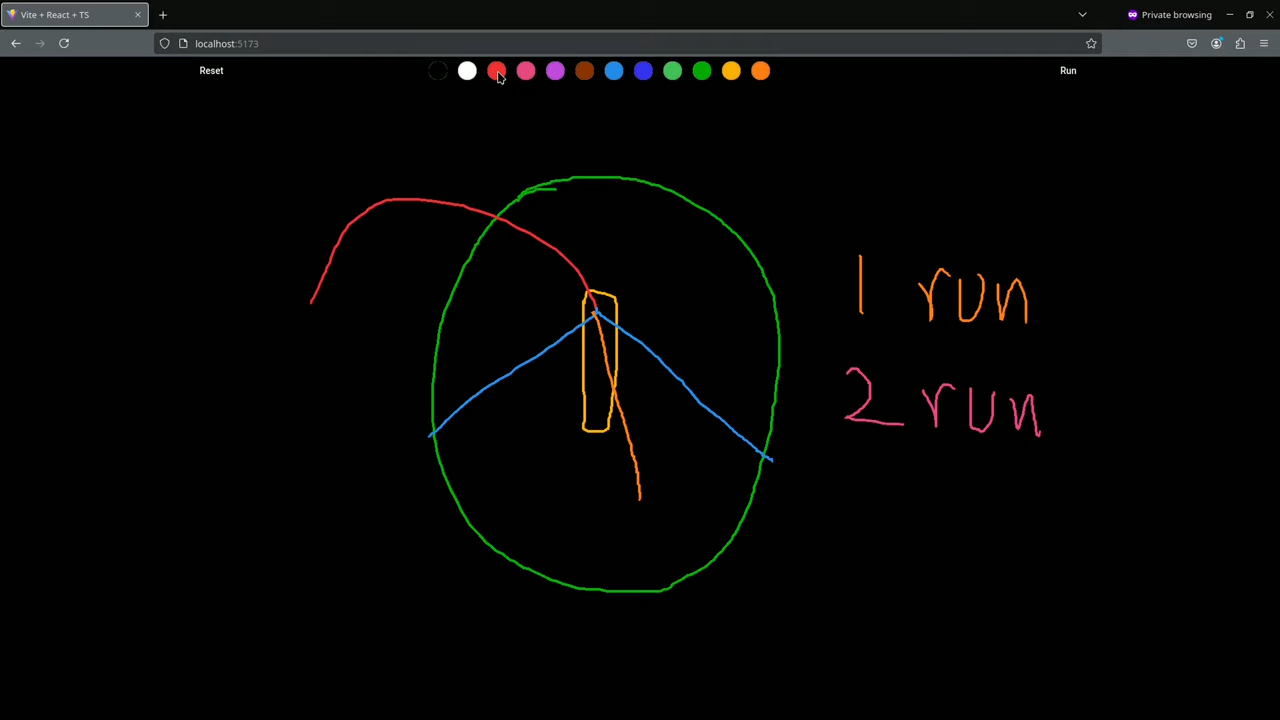 Vite + React + TS
Private browsing
localhost:5173
Reset
Run
1 run
2 run